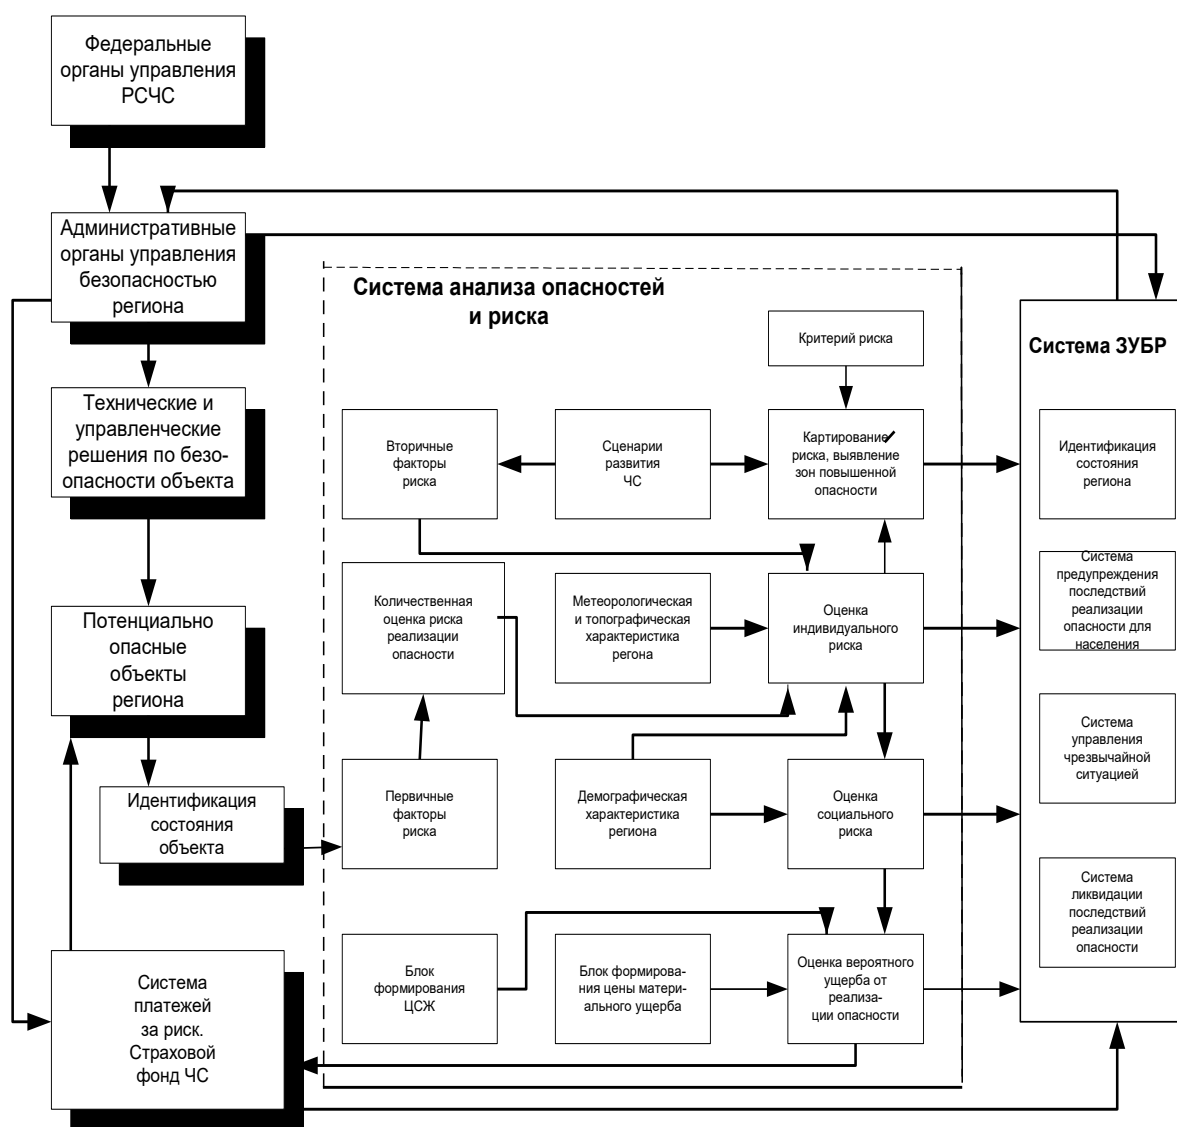 Федеральные
органы управления
РСЧС
Административные
органы управления
безопасностью
региона
Технические и
управленческие
решения по безо-
опасности объекта
Потенциально
опасные
объекты
региона
Идентификация
состояния
объекта
Система
платежей
за риск.
Страховой
фонд ЧС
Система анализа опасностей
и риска
Критерий риска
Вторичные
факторы
риска
Сценарии
развития
ЧС
Картирование
риска, выявление
зон повышенной
опасности
Количественная
оценка риска
реализации
опасности
Метеорологическая
и топографическая
характеристика
регона
Оценка
индивидуального
риска
Первичные
факторы
риска
Демографическая
характеристика
региона
Оценка
социального
риска
Блок
формирования
ЦСЖ
Блок формирова-
ния цены матери-
ального ущерба
Оценка вероятного
ущерба от
реализа-
ции опасности
Система ЗУБР
Идентификация
состояния
региона
Система
предупреждения
последствий
реализации
опасности для
населения
Система
управления
чрезвычайной
ситуацией
Система
ликвидации
последствий
реализации
опасности